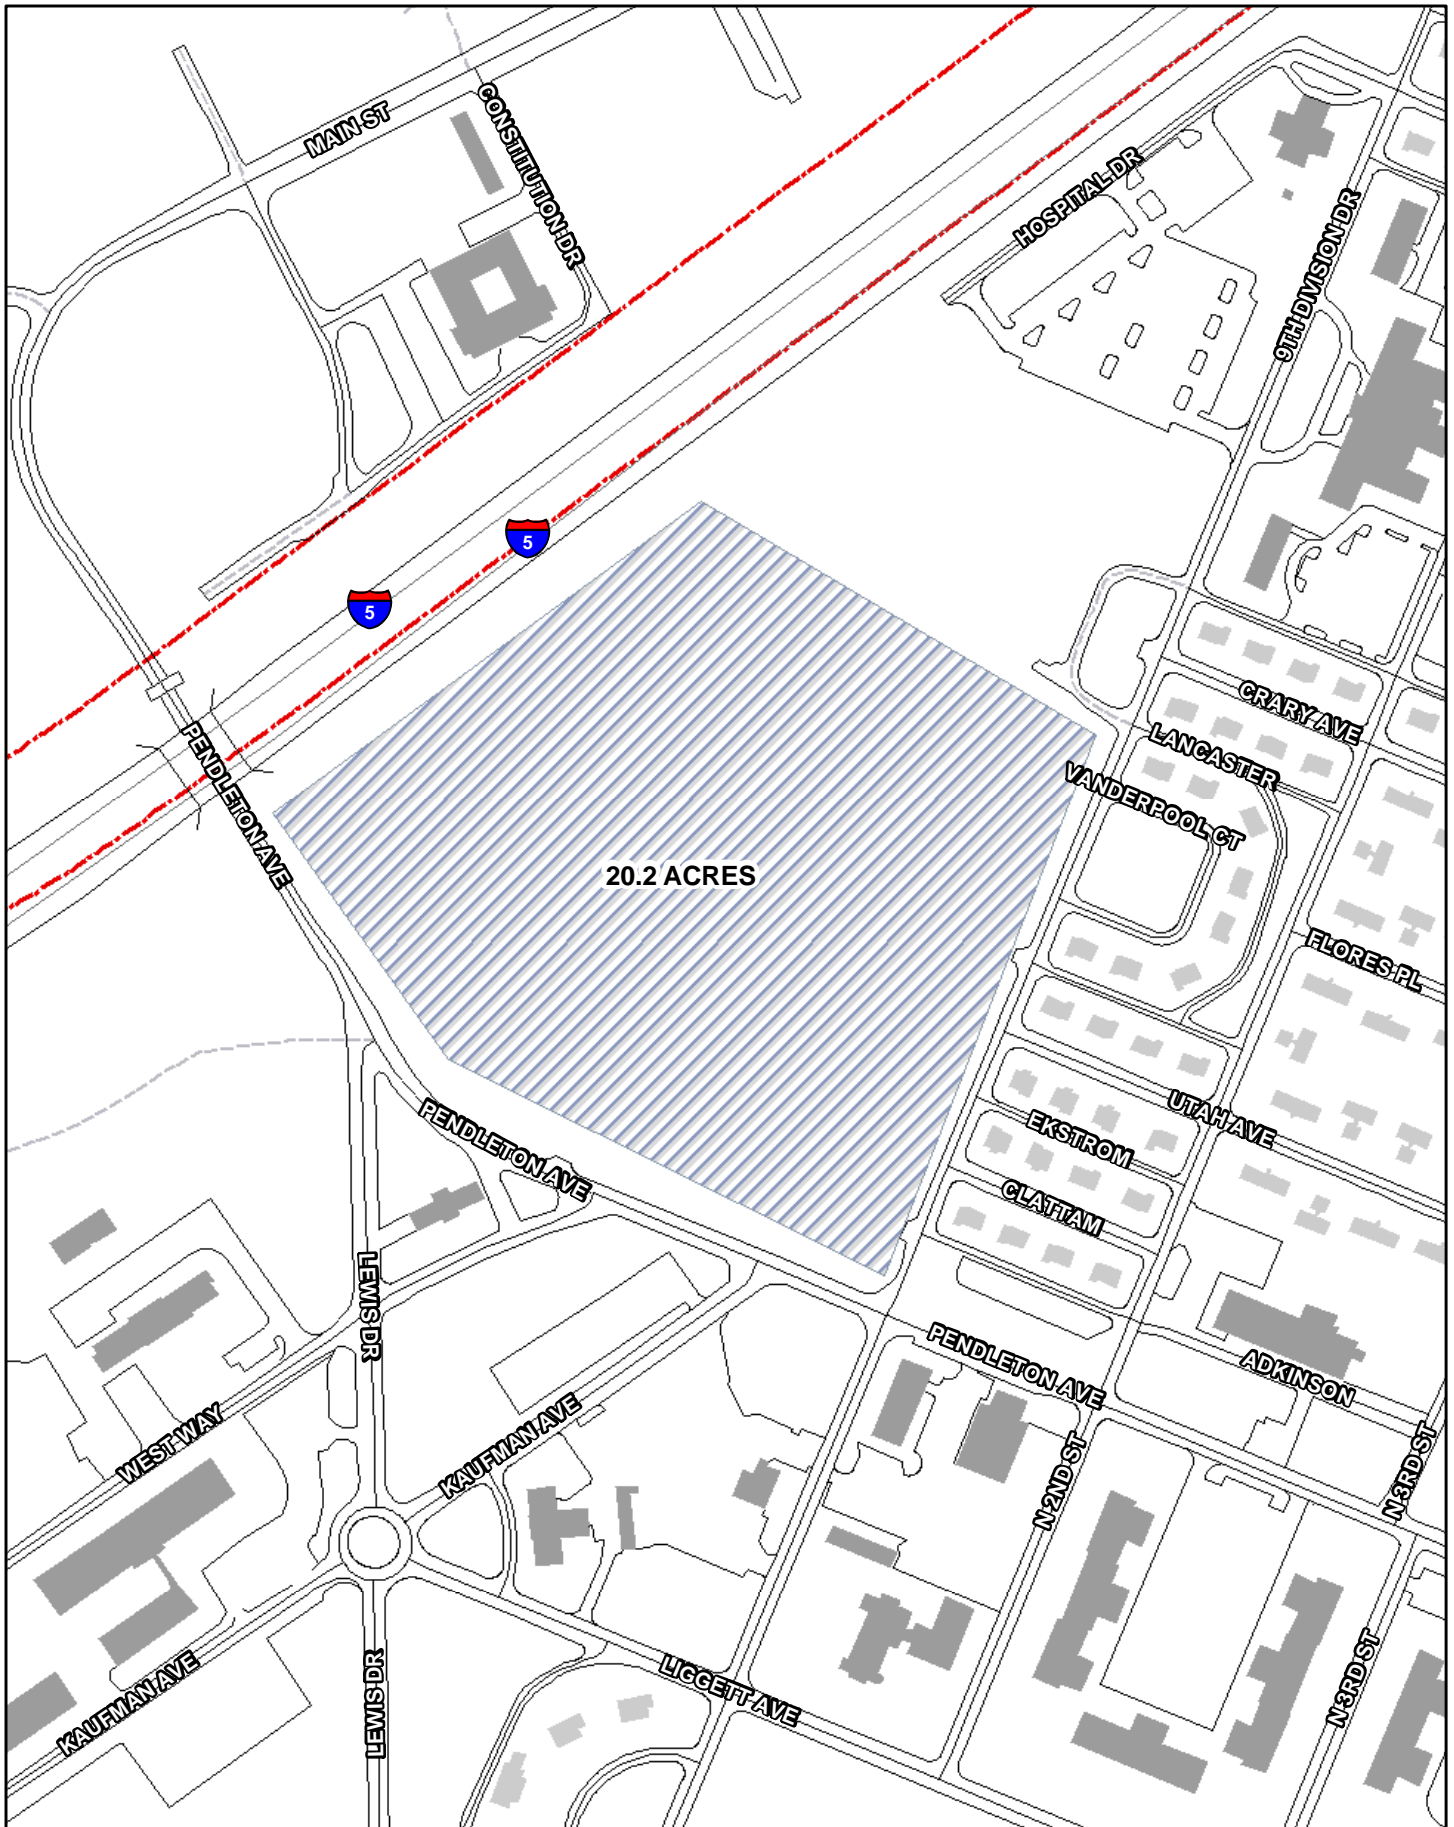 MAIN ST
CONSTITUTION DR
HOSPITAL DR
9TH DIVISION DR
5
5
CRARY AVE
LANCASTER
VANDERPOOL CT
PENDLETON AVE
20.2 ACRES
FLORES PL
UTAH AVE
EKSTROM
CLATTAM
PENDLETON AVE
LEWIS DR
PENDLETON AVE
ADKINSON
WEST WAY
KAUFMAN AVE
N 2ND ST
N 3RD ST
KAUFMAN AVE
LEWIS DR
LIGGETT AVE
N 3RD ST